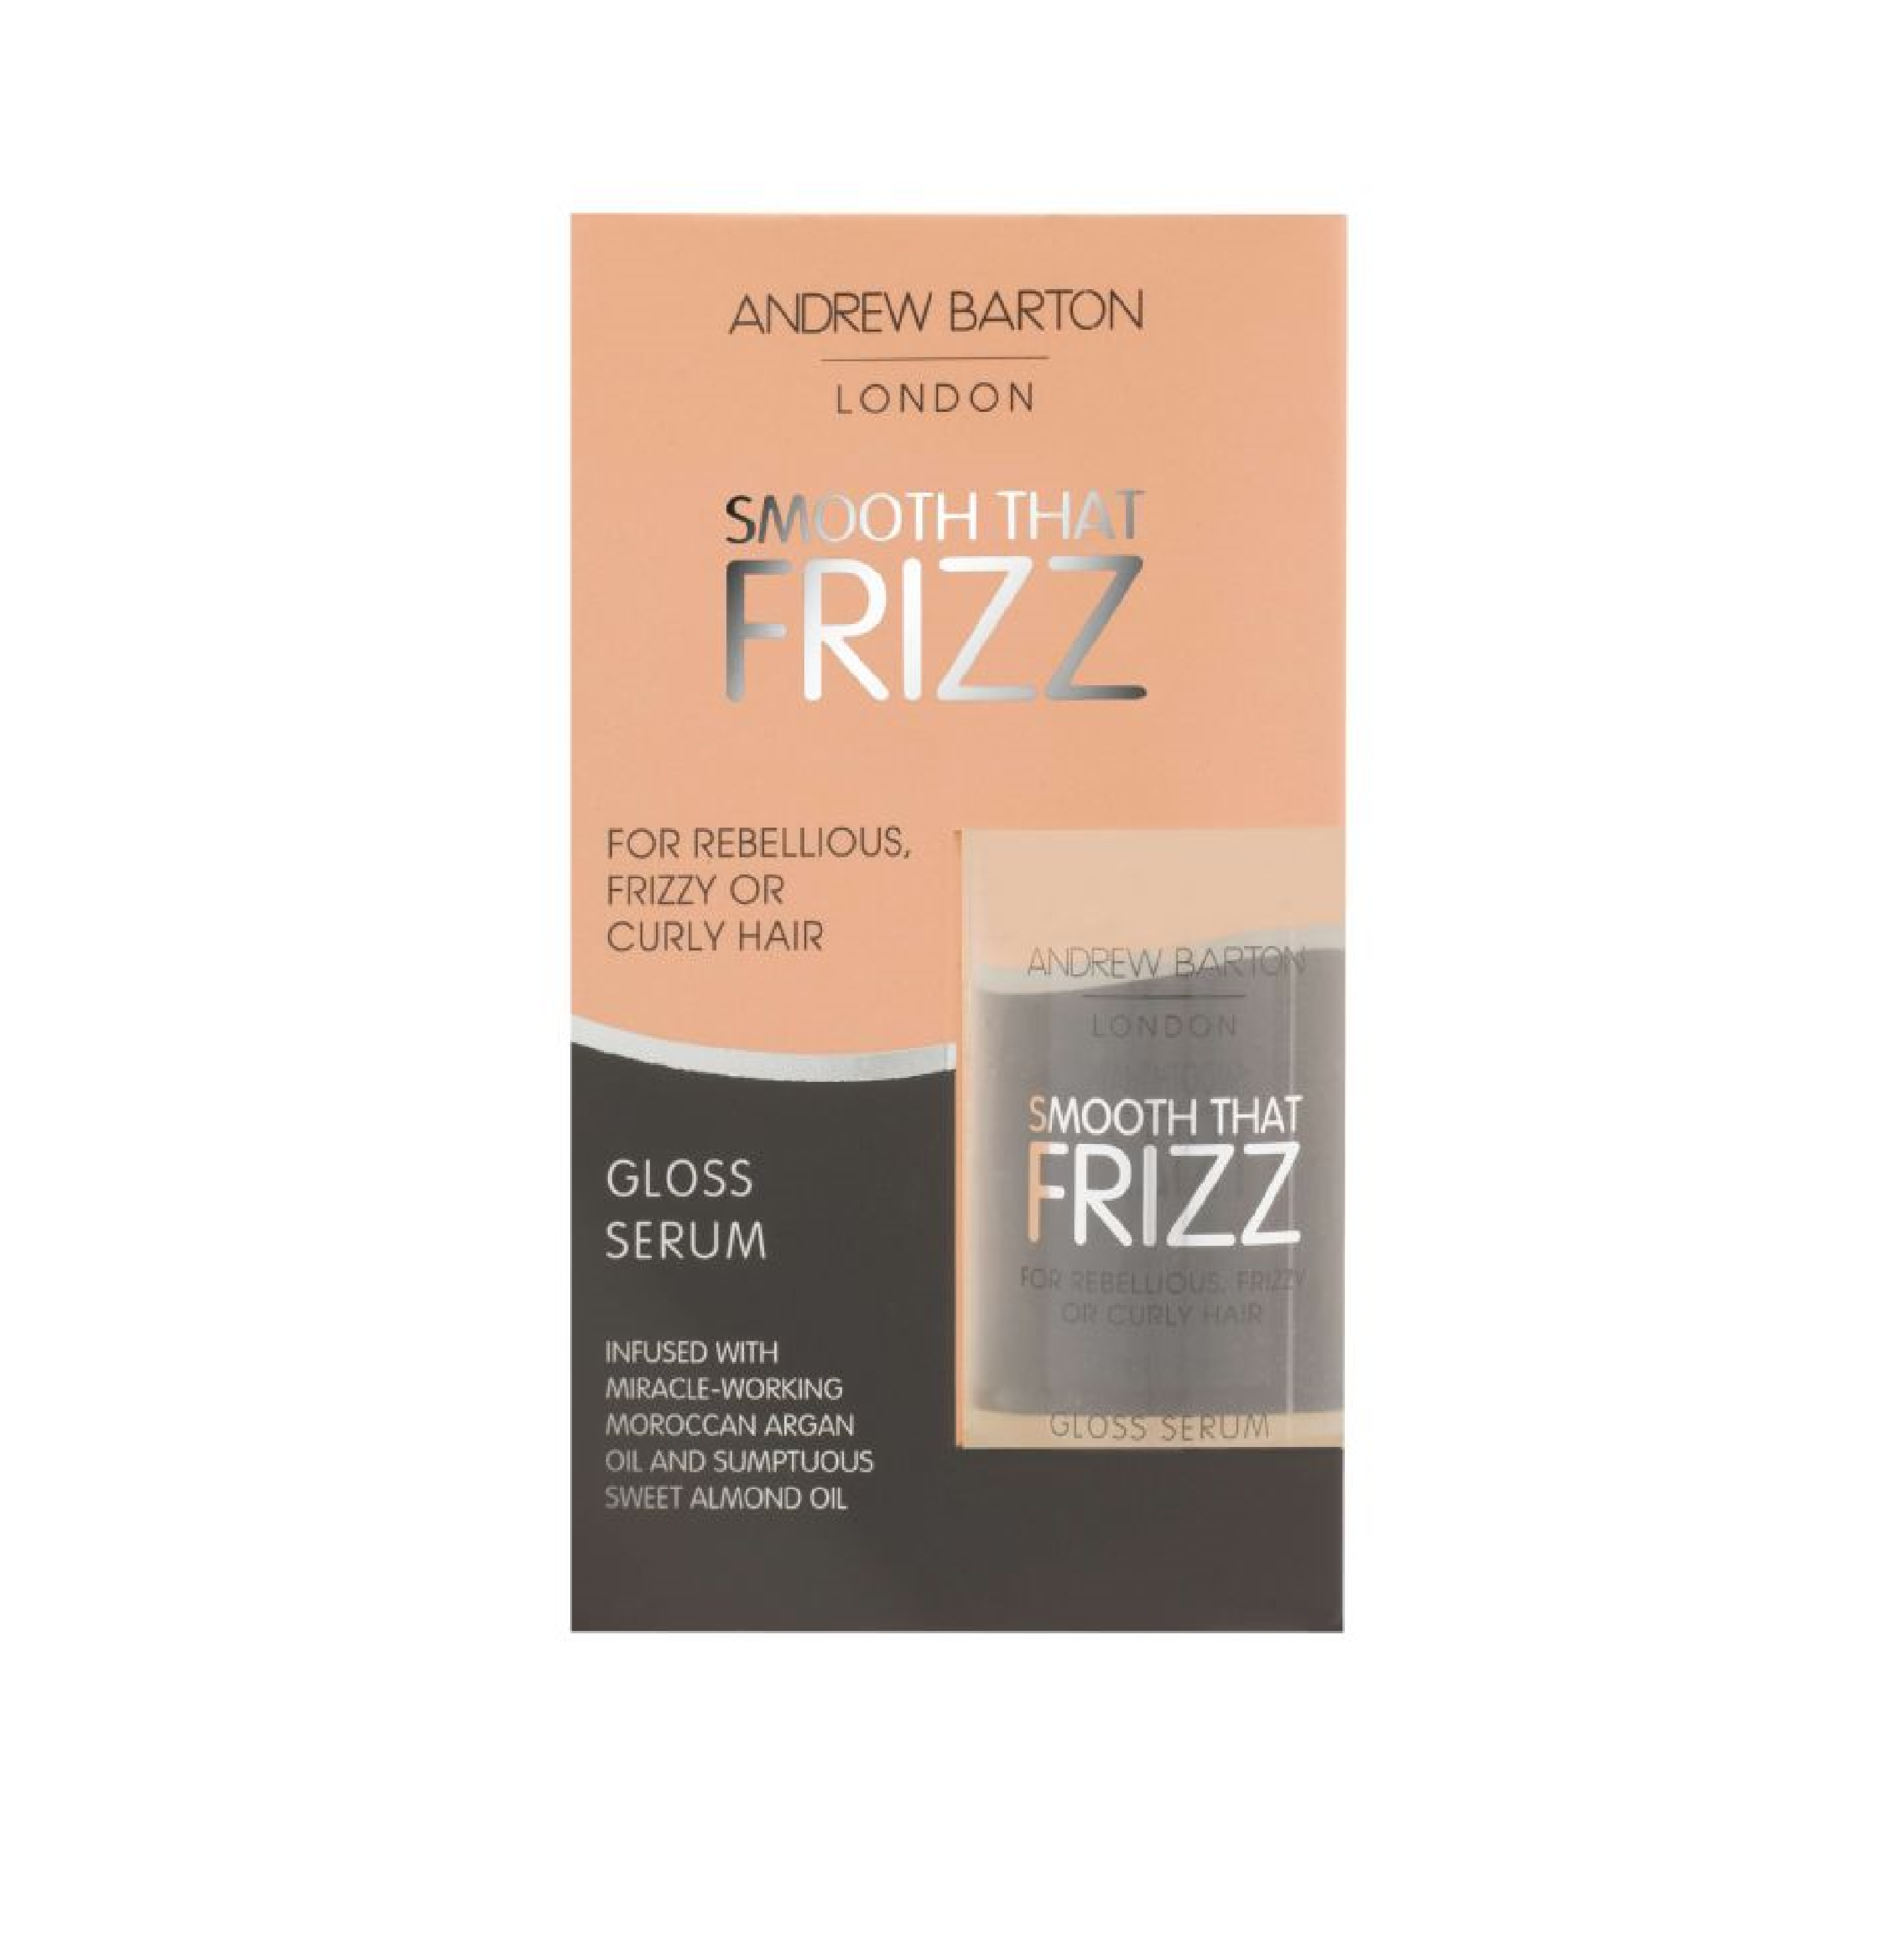 ANDREW BARTON
LONDON
SMOOTH THAT
FRIZZ
FOR REBELLIOUS,
FRIZZY OR
CURLY HAIR
GLOSS
SERUM
INFUSED WITH
MIRACLE-WORKING
MOROCCAN ARGAN
OIL AND SUMPTUOUS
SWEET ALMOND OIL
ANDREW BARTON
LONDON
SMOOTH THAT
FRIZZ
FOR REBELLIOUS, FRIZZY
OR CURLY HAIR
GLOSS SERUM